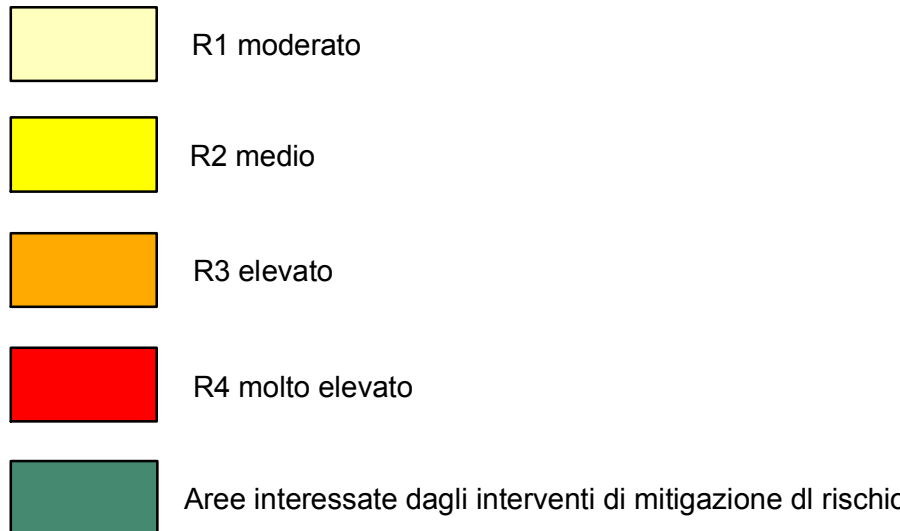 R1 moderato
R2 medio
R3 elevato
R4 molto elevato
Aree interessate dagli interventi di mitigazione dl rischio